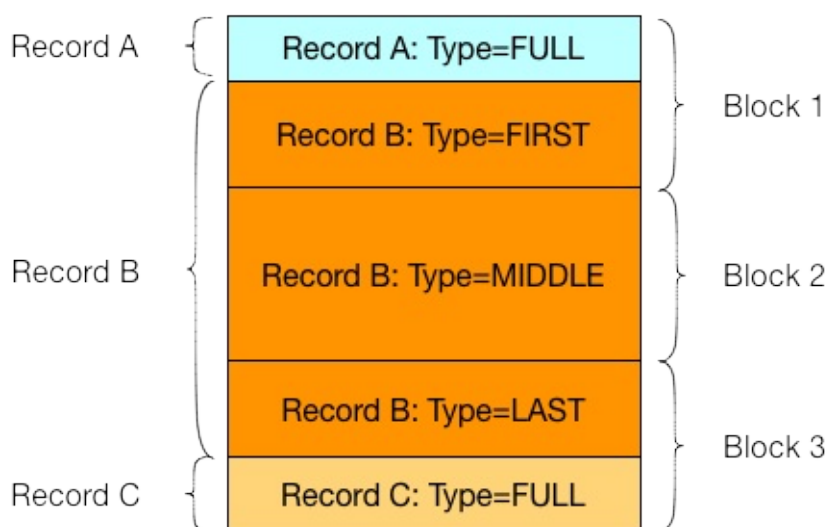 Record A
Record A: Type=FULL
Block 1
Record B: Type=FIRST
Record B
Record B: Type=MIDDLE
Block 2
Record B: Type=LAST
Block 3
Record C
Record C: Type=FULL